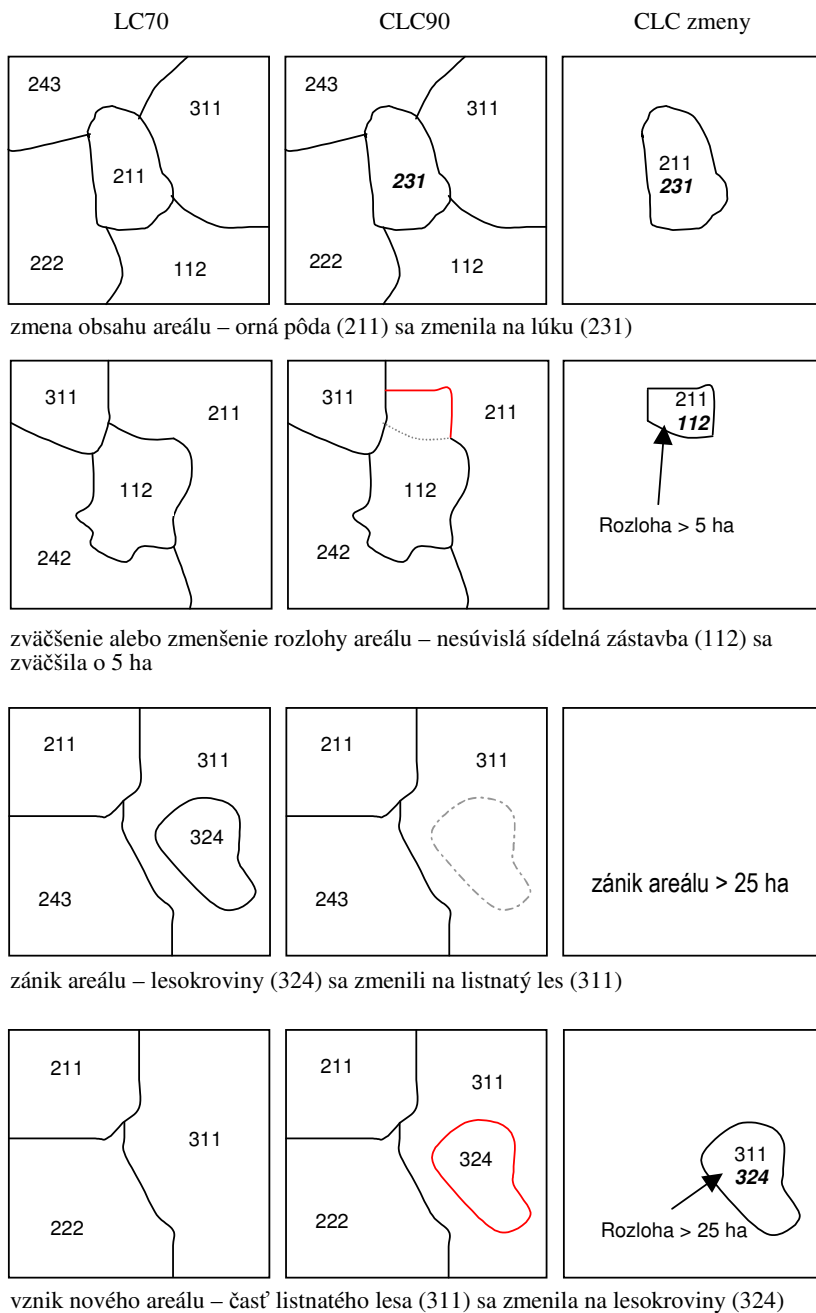 LC70 CLC90 CLC zmeny
243 311 243 311
211 231 211
231
222 112 222 112
zmena obsahu areálu – orná pôda (211) sa zmenila na lúku (231)
311 211 311 211 211
112
112 112
Rozloha > 5 ha
242 242
zväčšenie alebo zmenšenie rozlohy areálu – nesúvislá sídelná zástavba (112) sa
zväčšila o 5 ha
211 311 211 311
324
243 243 zánik areálu > 25 ha
zánik areálu – lesokroviny (324) sa zmenili na listnatý les (311)
211 211 311
311 324 311
324
222 222 Rozloha > 25 ha
vznik nového areálu – časť listnatého lesa (311) sa zmenila na lesokroviny (324)